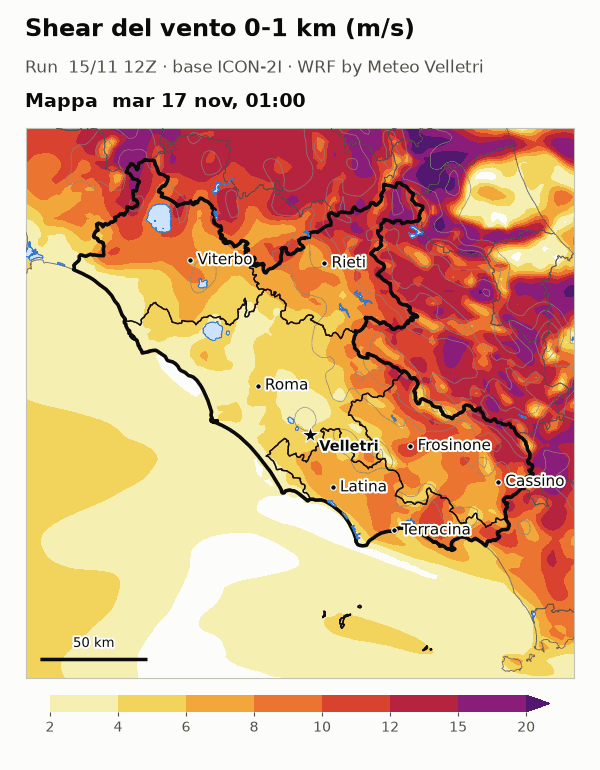 Shear del vento 0-1 km (m/s)
Run  15/11 12Z · base ICON-2I · WRF by Meteo Velletri
Mappa  mar 17 nov, 01:00
Viterbo
Rieti
Roma
Velletri
Frosinone
Latina
Cassino
Terracina
50 km
2 4 6 8 10 12 15 20